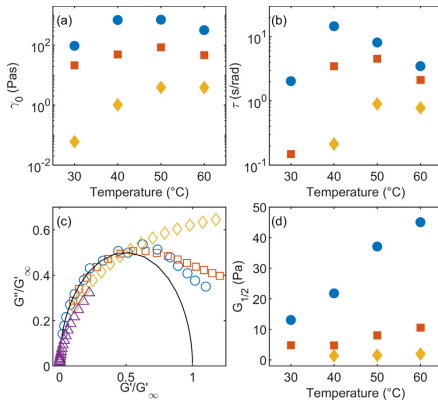 (a)
γ₀ (Pas)
10²
10⁰
10⁻²
30 40 50 60
Temperature (°C)
(b)
τ (s/rad)
10¹
10⁰
10⁻¹
30 40 50 60
Temperature (°C)
(c)
G''/G'∞
0.6
0.4
0.2
0
0 0.5 1
G'/G'∞
(d)
G₁/₂ (Pa)
50
40
30
20
10
0
30 40 50 60
Temperature (°C)